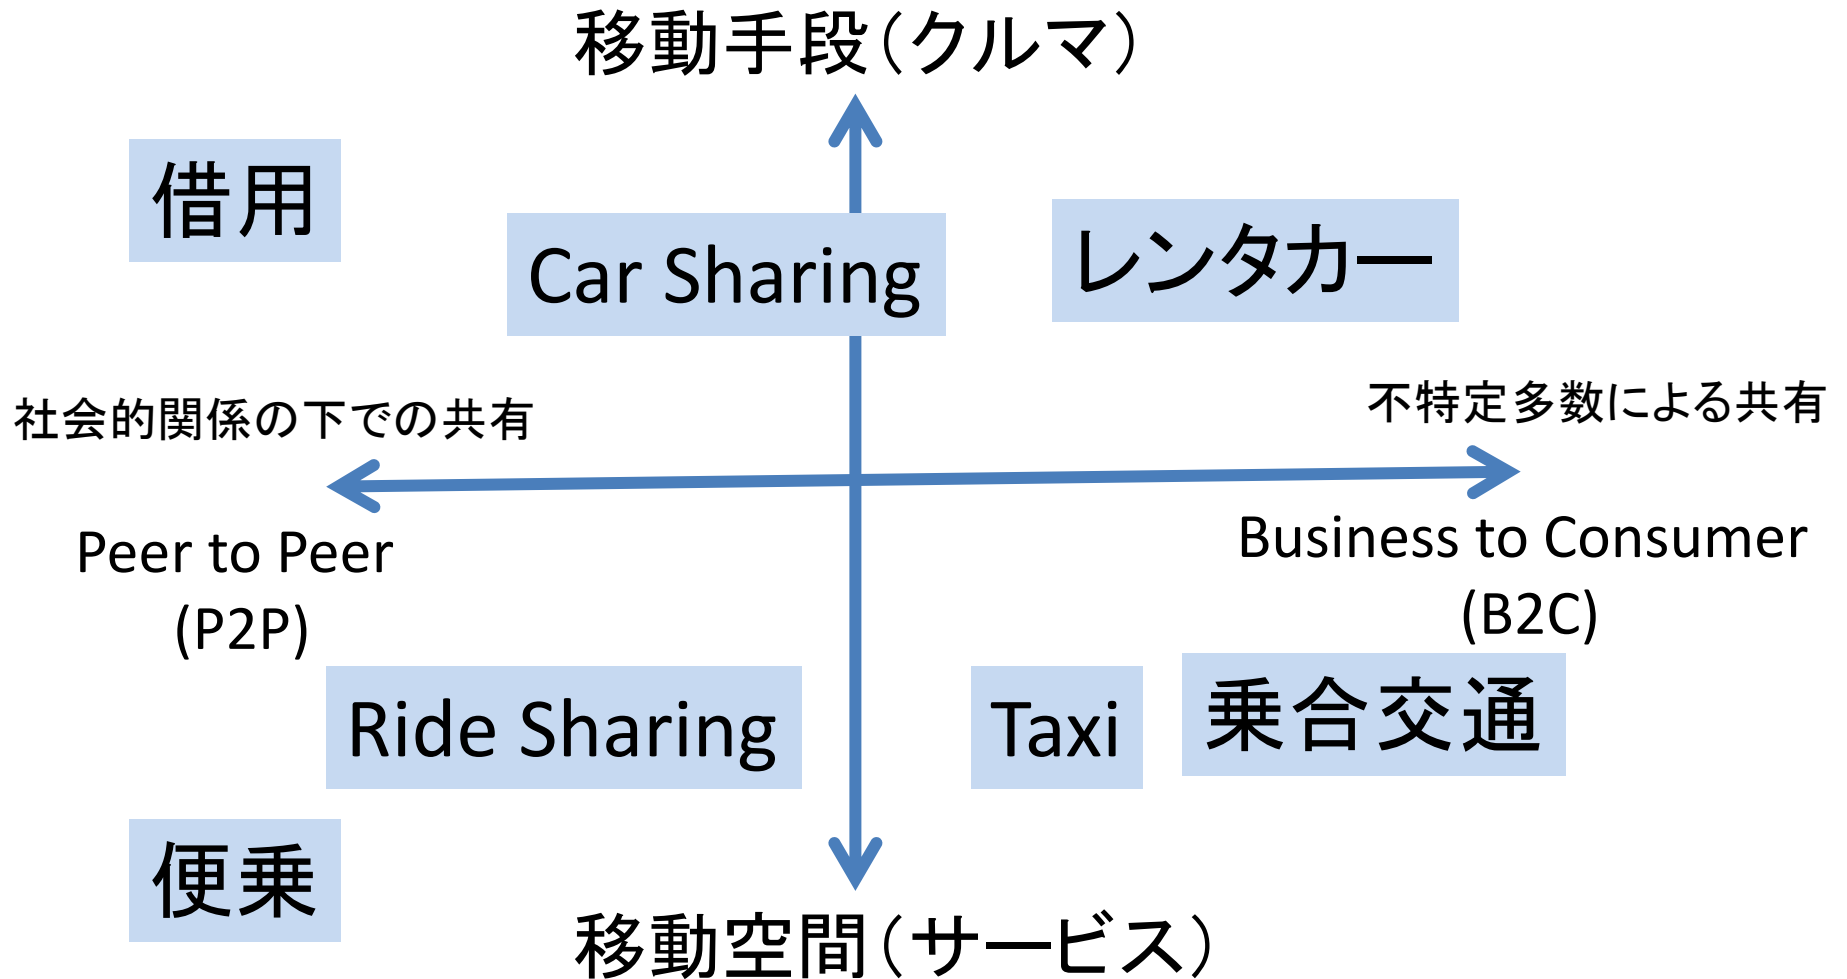 移動手段(クルマ)
借用
Car Sharing
レンタカー
社会的関係の下での共有
不特定多数による共有
Peer to Peer
(P2P)
Business to Consumer
(B2C)
Ride Sharing
Taxi
乗合交通
便乗
移動空間(サービス)